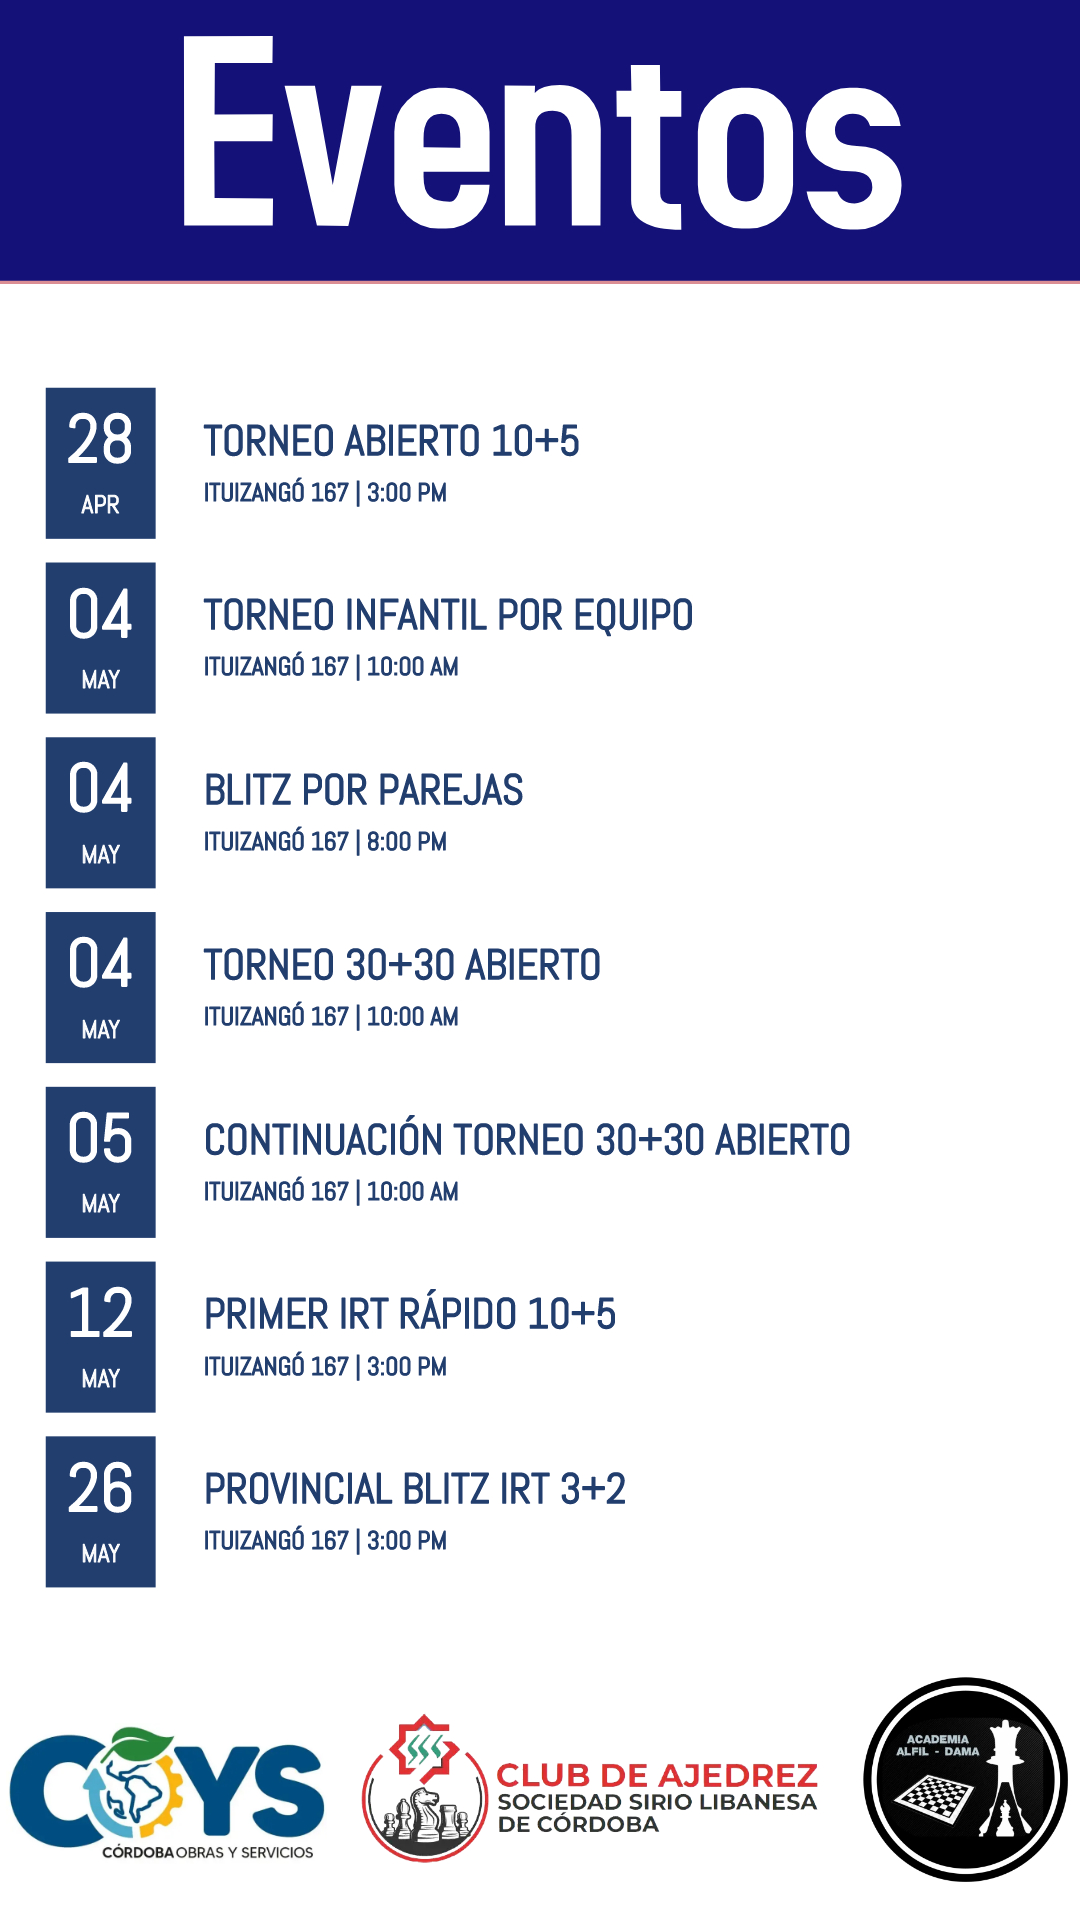 Eventos
28
APR
TORNEO ABIERTO 10+5
ITUIZANGÓ 167 | 3:00 PM
04
MAY
TORNEO INFANTIL POR EQUIPO
ITUIZANGÓ 167 | 10:00 AM
04
MAY
BLITZ POR PAREJAS
ITUIZANGÓ 167 | 8:00 PM
04
MAY
TORNEO 30+30 ABIERTO
ITUIZANGÓ 167 | 10:00 AM
05
MAY
CONTINUACIÓN TORNEO 30+30 ABIERTO
ITUIZANGÓ 167 | 10:00 AM
12
MAY
PRIMER IRT RÁPIDO 10+5
ITUIZANGÓ 167 | 3:00 PM
26
MAY
PROVINCIAL BLITZ IRT 3+2
ITUIZANGÓ 167 | 3:00 PM
COYS
CÓRDOBA OBRAS Y SERVICIOS
CLUB DE AJEDREZ
SOCIEDAD SIRIO LIBANESA
DE CÓRDOBA
ACADEMIA
ALFIL - DAMA